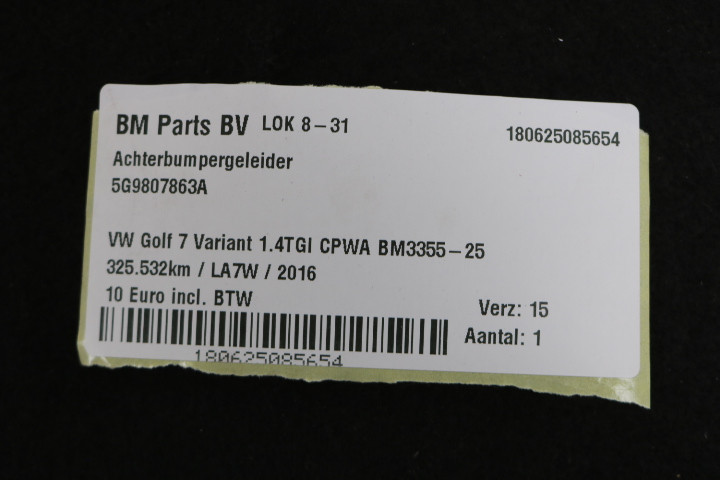 BM Parts BV LOK 8-31
180625085654
Achterbumpergeleider
5G9807863A
VW Golf 7 Variant 1.4TGI CPWA BM3355-25
325.532km / LA7W / 2016
10 Euro incl. BTW
Verz: 15
Aantal: 1
180625085654